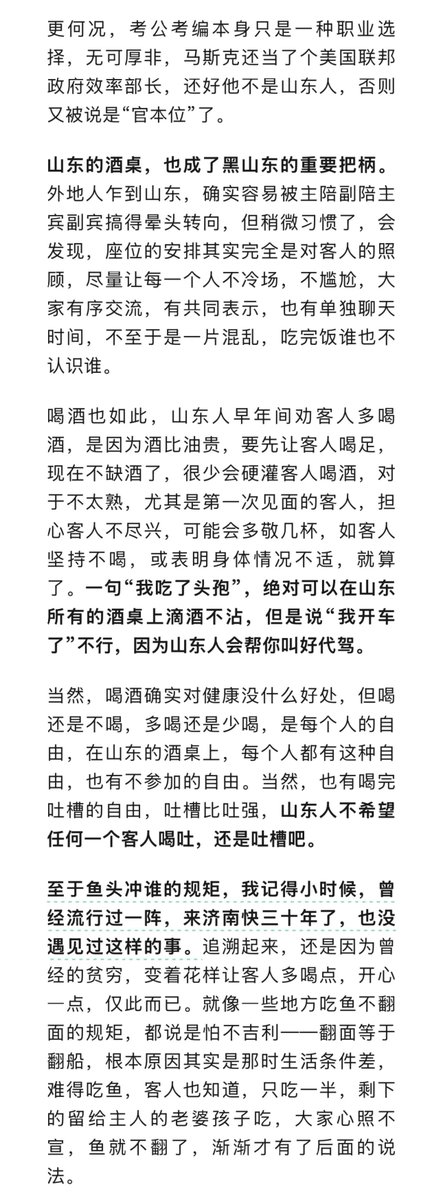 更何况，考公考编本身只是一种职业选
择，无可厚非，马斯克还当了个美国联邦
政府效率部长，还好他不是山东人，否则
又被说是“官本位”了。
山东的酒桌，也成了黑山东的重要把柄。
外地人乍到山东，确实容易被主陪副陪主
宾副宾搞得晕头转向，但稍微习惯了，会
发现，座位的安排其实完全是对客人的照
顾，尽量让每一个人不冷场，不尴尬，大
家有序交流，有共同表示，也有单独聊天
时间，不至于是一片混乱，吃完饭谁也不
认识谁。
喝酒也如此，山东人早年间劝客人多喝
酒，是因为酒比油贵，要先让客人喝足，
现在不缺酒了，很少会硬灌客人喝酒，对
于不太熟，尤其是第一次见面的客人，担
心客人不尽兴，可能会多敬几杯，如客人
坚持不喝，或表明身体情况不适，就算
了。一句“我吃了头孢”，绝对可以在山东
所有的酒桌上滴酒不沾，但是说“我开车
了”不行，因为山东人会帮你叫好代驾。
当然，喝酒确实对健康没什么好处，但喝
还是不喝，多喝还是少喝，是每个人的自
由，在山东的酒桌上，每个人都有这种自
由，也有不参加的自由。当然，也有喝完
吐槽的自由，吐槽比吐强，山东人不希望
任何一个客人喝吐，还是吐槽吧。
至于鱼头冲谁的规矩，我记得小时候，曾
经流行过一阵，来济南快三十年了，也没
遇见过这样的事。追溯起来，还是因为曾
经的贫穷，变着花样让客人多喝点，开心
一点，仅此而已。就像一些地方吃鱼不翻
面的规矩，都说是怕不吉利——翻面等于
翻船，根本原因其实是那时生活条件差，
难得吃鱼，客人也知道，只吃一半，剩下
的留给主人的老婆孩子吃，大家心照不
宣，鱼就不翻了，渐渐才有了后面的说
法。